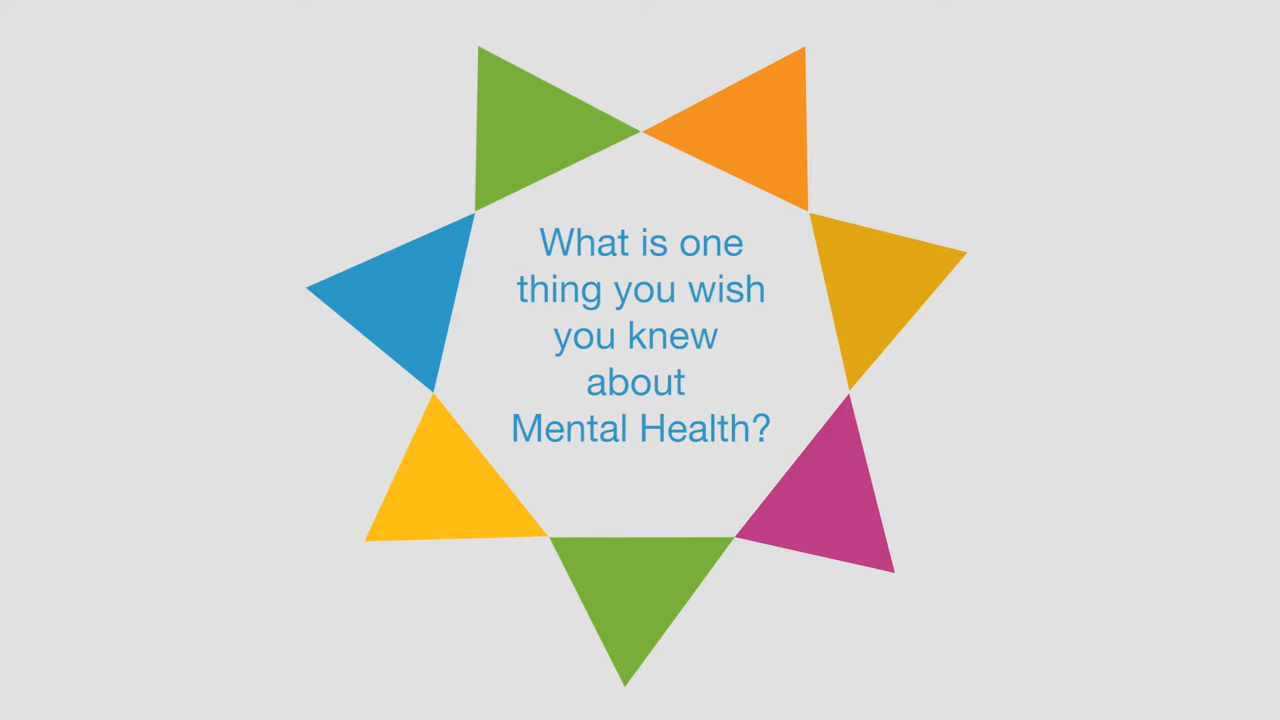 What is one
thing you wish
you knew
about
Mental Health?